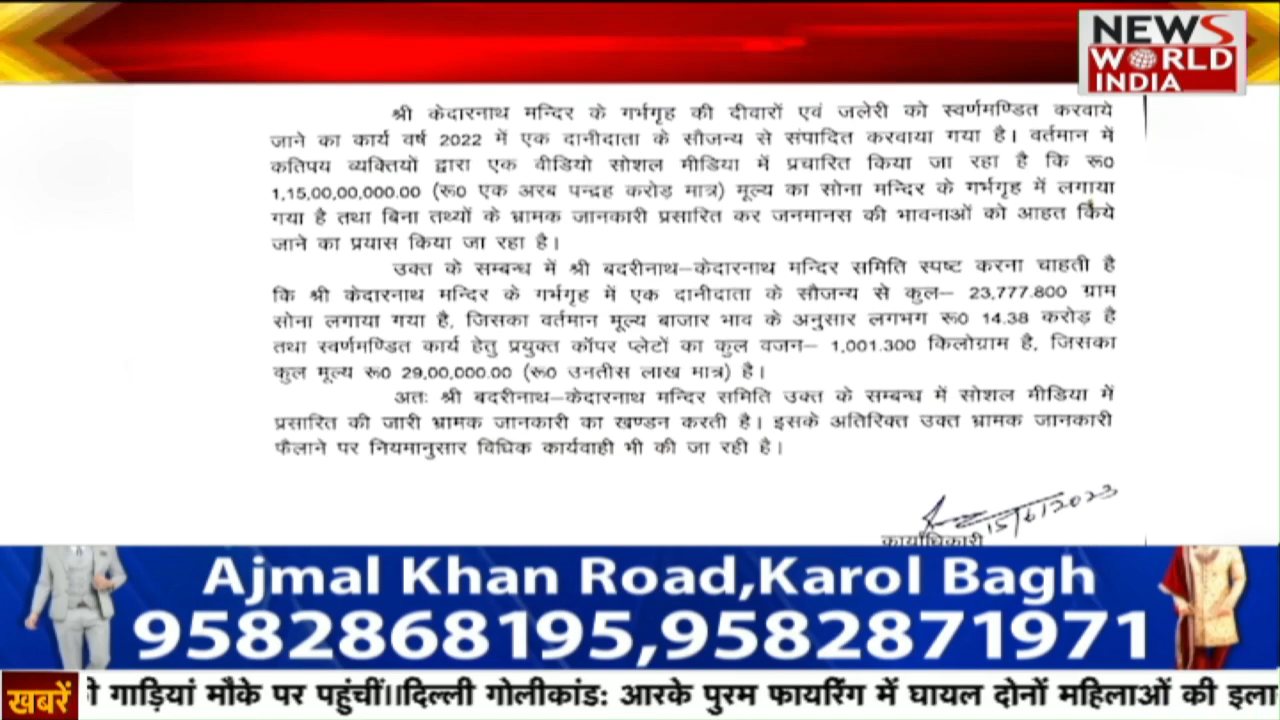 NEWS
WORLD
INDIA
श्री केदारनाथ मन्दिर के गर्भगृह की दीवारों एवं जलेरी को स्वर्णमण्डित करवाये
जाने का कार्य वर्ष 2022 में एक दानीदाता के सौजन्य से संपादित करवाया गया है। वर्तमान में
कतिपय व्यक्तियों द्वारा एक वीडियो सोशल मीडिया में प्रचारित किया जा रहा है कि रू0
1,15,00,00,000.00 (रू0 एक अरब पन्द्रह करोड़ मात्र) मूल्य का सोना मन्दिर के गर्भगृह में लगाया
गया है तथा बिना तथ्यों के भ्रामक जानकारी प्रसारित कर जनमानस की भावनाओं को आहत किये
जाने का प्रयास किया जा रहा है।
उक्त के सम्बन्ध में श्री बदरीनाथ–केदारनाथ मन्दिर समिति स्पष्ट करना चाहती है
कि श्री केदारनाथ मन्दिर के गर्भगृह में एक दानीदाता के सौजन्य से कुल– 23,777.800 ग्राम
सोना लगाया गया है, जिसका वर्तमान मूल्य बाजार भाव के अनुसार लगभग रू0 14.38 करोड़ है
तथा स्वर्णमण्डित कार्य हेतु प्रयुक्त कॉपर प्लेटों का कुल वजन– 1,001.300 किलोग्राम है, जिसका
कुल मूल्य रू0 29,00,000.00 (रू0 उनतीस लाख मात्र) है।
अतः श्री बदरीनाथ–केदारनाथ मन्दिर समिति उक्त के सम्बन्ध में सोशल मीडिया में
प्रसारित की जारी भ्रामक जानकारी का खण्डन करती है। इसके अतिरिक्त उक्त भ्रामक जानकारी
फैलाने पर नियमानुसार विधिक कार्यवाही भी की जा रही है।
15/6/2023
कार्याधिकारी
Ajmal Khan Road,Karol Bagh
9582868195,9582871971
खबरें गाड़ियां मौके पर पहुंचीं।।दिल्ली गोलीकांड: आरके पुरम फायरिंग में घायल दोनों महिलाओं की इला